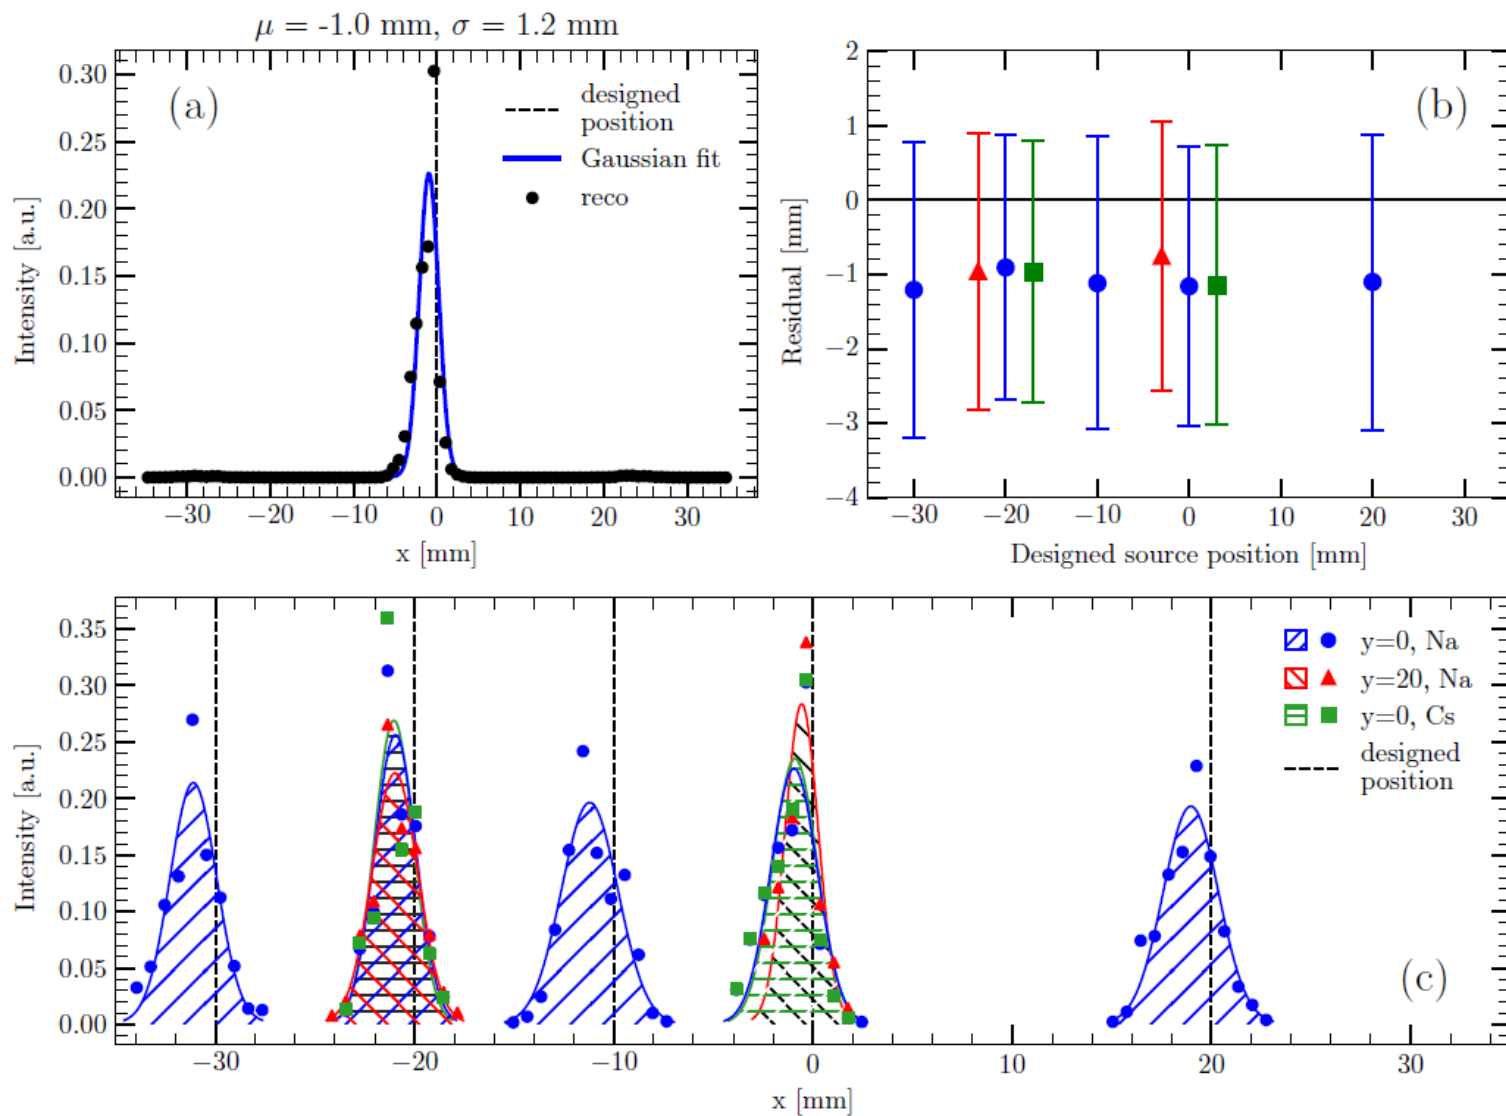 μ = -1.0 mm, σ = 1.2 mm
(a)
designed
position
Gaussian fit
reco
0.30
0.25
0.20
0.15
0.10
0.05
0.00
Intensity [a.u.]
−30 −20 −10 0 10 20 30
x [mm]
(b)
2
1
0
−1
−2
−3
−4
Residual [mm]
−30 −20 −10 0 10 20 30
Designed source position [mm]
0.35
0.30
0.25
0.20
0.15
0.10
0.05
0.00
Intensity [a.u.]
y=0, Na
y=20, Na
y=0, Cs
designed
position
(c)
−30 −20 −10 0 10 20 30
x [mm]